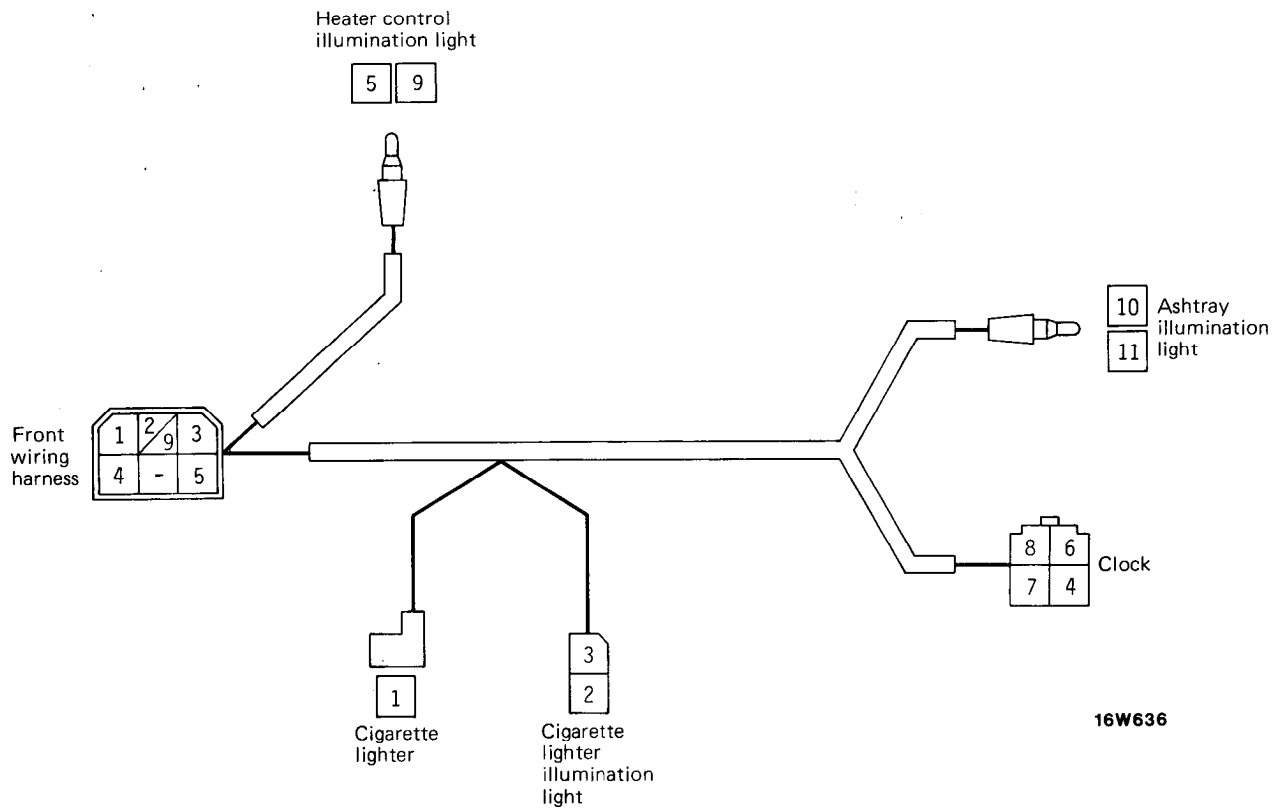 Heater control
illumination light
5 9
10 Ashtray
illumination
11 light
Front
wiring
harness
1 2/9 3
4 - 5
8 6
7 4
Clock
3
2
1
Cigarette
lighter
Cigarette
lighter
illumination
light
16W636